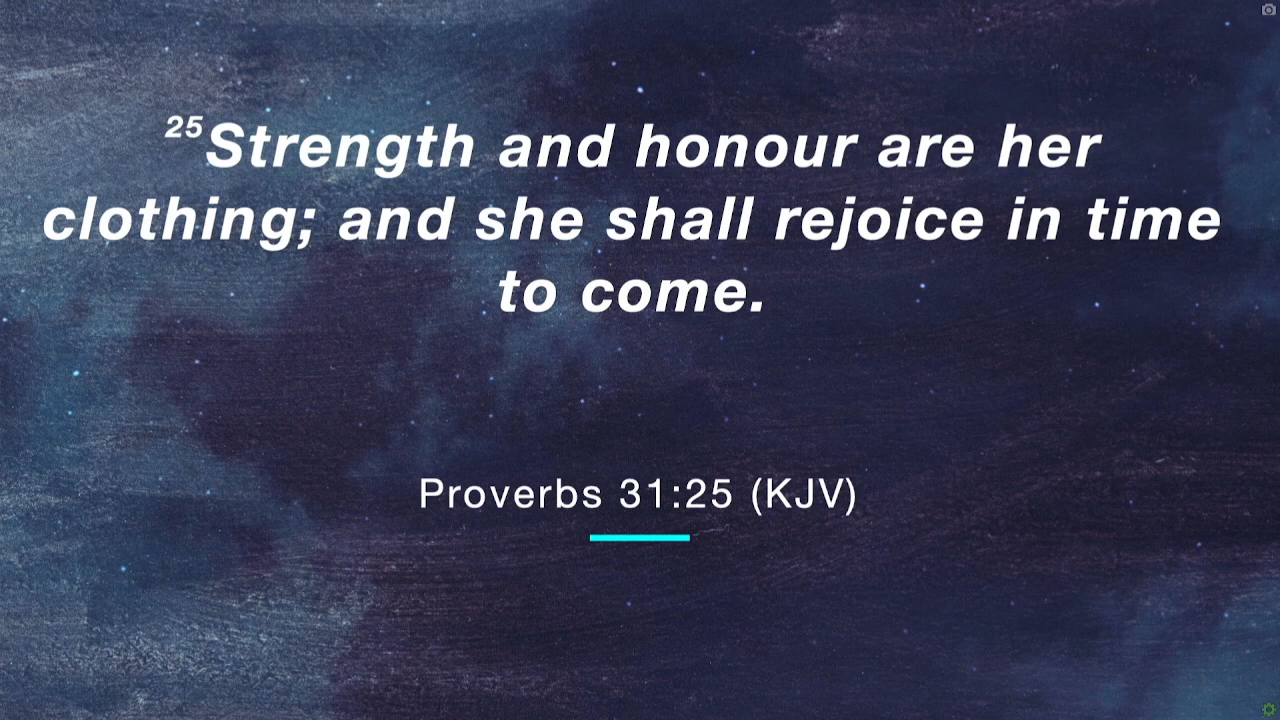 25Strength and honour are her
clothing; and she shall rejoice in time
to come.
Proverbs 31:25 (KJV)